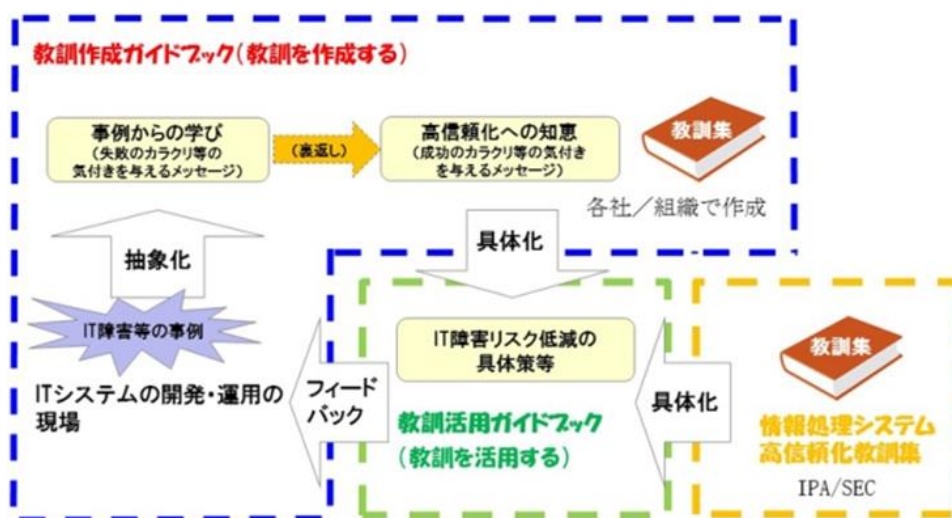 教訓作成ガイドブック(教訓を作成する)
事例からの学び
(失敗のカラクリ等の
気付きを与えるメッセージ)
(裏返し)
高信頼化への知恵
(成功のカラクリ等の気付き
を与えるメッセージ)
教訓集
各社／組織で作成
抽象化
具体化
IT障害等の事例
ITシステムの開発・運用の
現場
フィード
バック
IT障害リスク低減の
具体策等
教訓活用ガイドブック
(教訓を活用する)
具体化
教訓集
情報処理システム
高信頼化教訓集
IPA/SEC